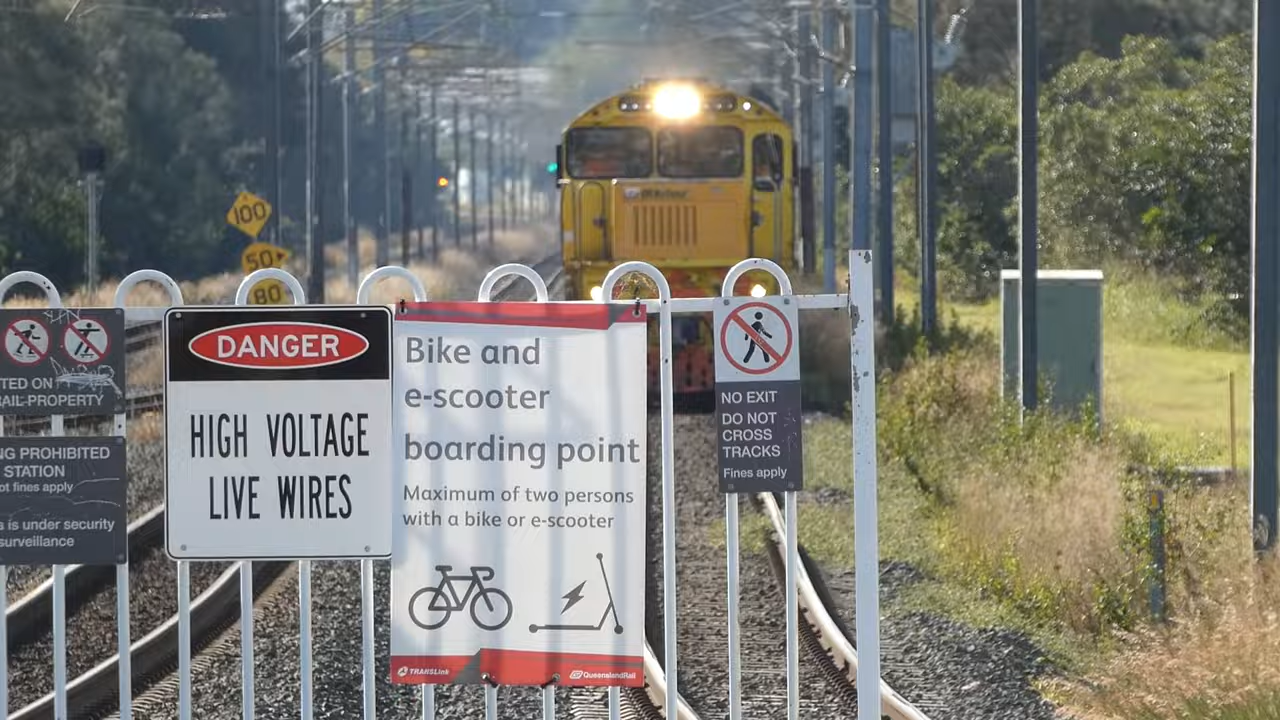 100
50
80
TED ON
RAIL PROPERTY
NG PROHIBITED
STATION
ot fines apply
s is under security
surveillance
DANGER
HIGH VOLTAGE
LIVE WIRES
Bike and
e-scooter
boarding point
Maximum of two persons
with a bike or e-scooter
TRANSLink
QueenslandRail
NO EXIT
DO NOT
CROSS
TRACKS
Fines apply